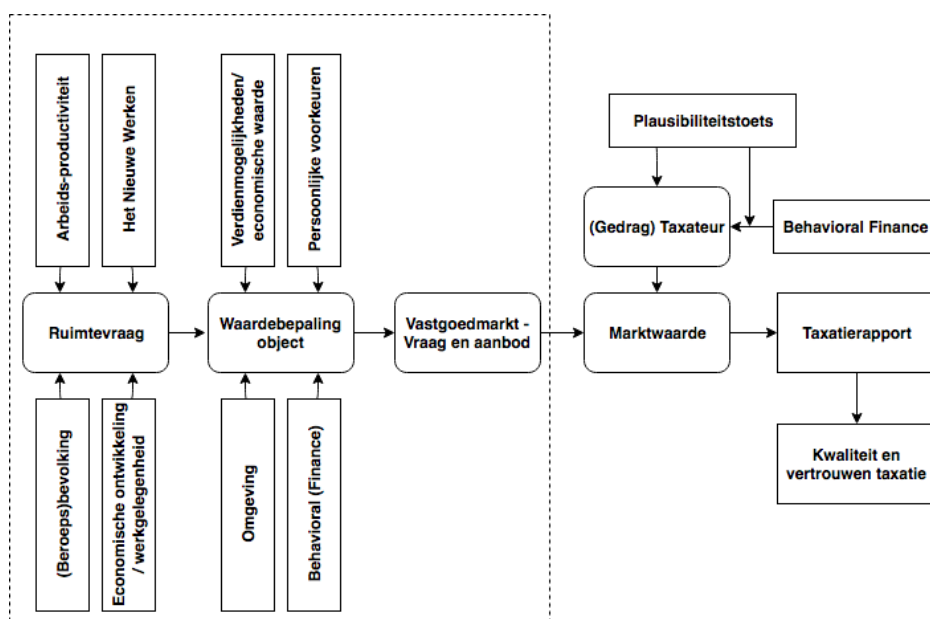 Arbeids-productiviteit
Het Nieuwe Werken
Verdienmogelijkheden/
economische waarde
Persoonlijke voorkeuren
Plausibiliteitstoets
(Gedrag) Taxateur
Behavioral Finance
Ruimtevraag
Waardebepaling
object
Vastgoedmarkt -
Vraag en aanbod
Marktwaarde
Taxatierapport
(Beroeps)bevolking
Economische ontwikkeling
/ werkgelegenheid
Omgeving
Behavioral (Finance)
Kwaliteit en
vertrouwen taxatie